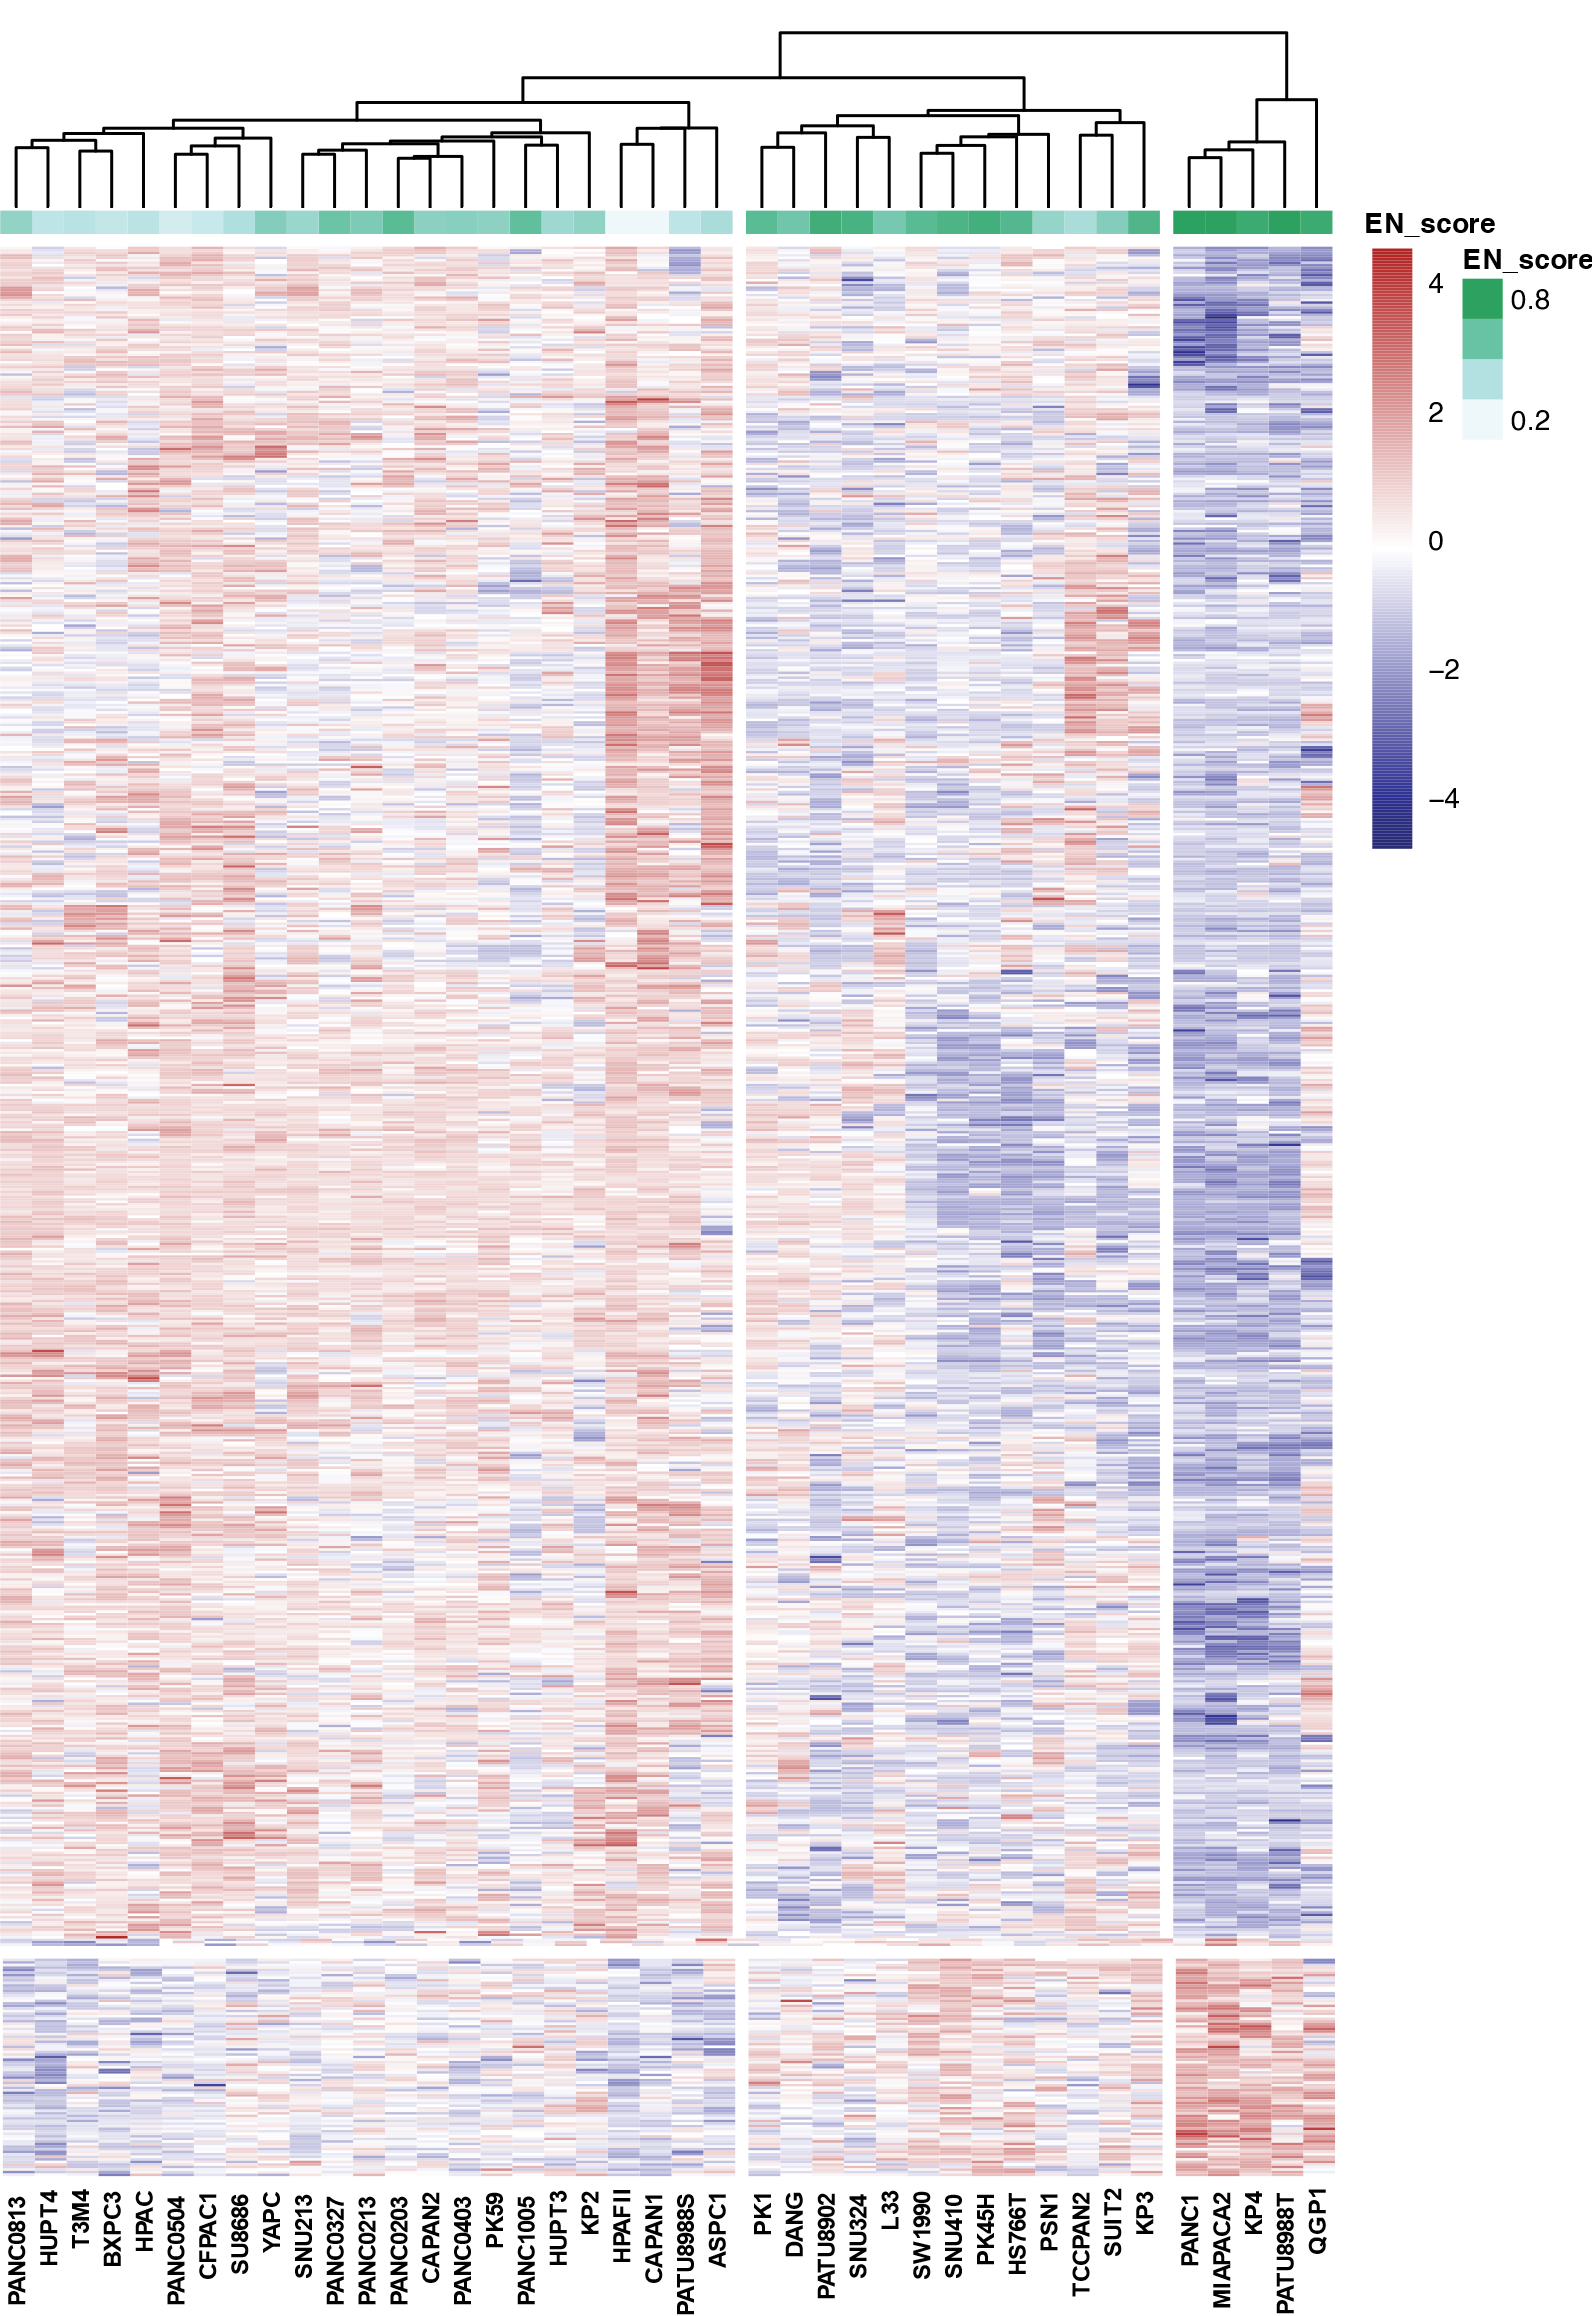 EN_score
EN_score
4
2
0
−2
−4
0.8
0.2
PANC0813
HUPT4
T3M4
BXPC3
HPAC
PANC0504
CFPAC1
SU8686
YAPC
SNU213
PANC0327
PANC0213
PANC0203
CAPAN2
PANC0403
PK59
PANC1005
HUPT3
KP2
HPAFII
CAPAN1
PATU8988S
ASPC1
PK1
DANG
PATU8902
SNU324
L33
SW1990
SNU410
PK45H
HS766T
PSN1
TCCPAN2
SUIT2
KP3
PANC1
MIAPACA2
KP4
PATU8988T
QGP1